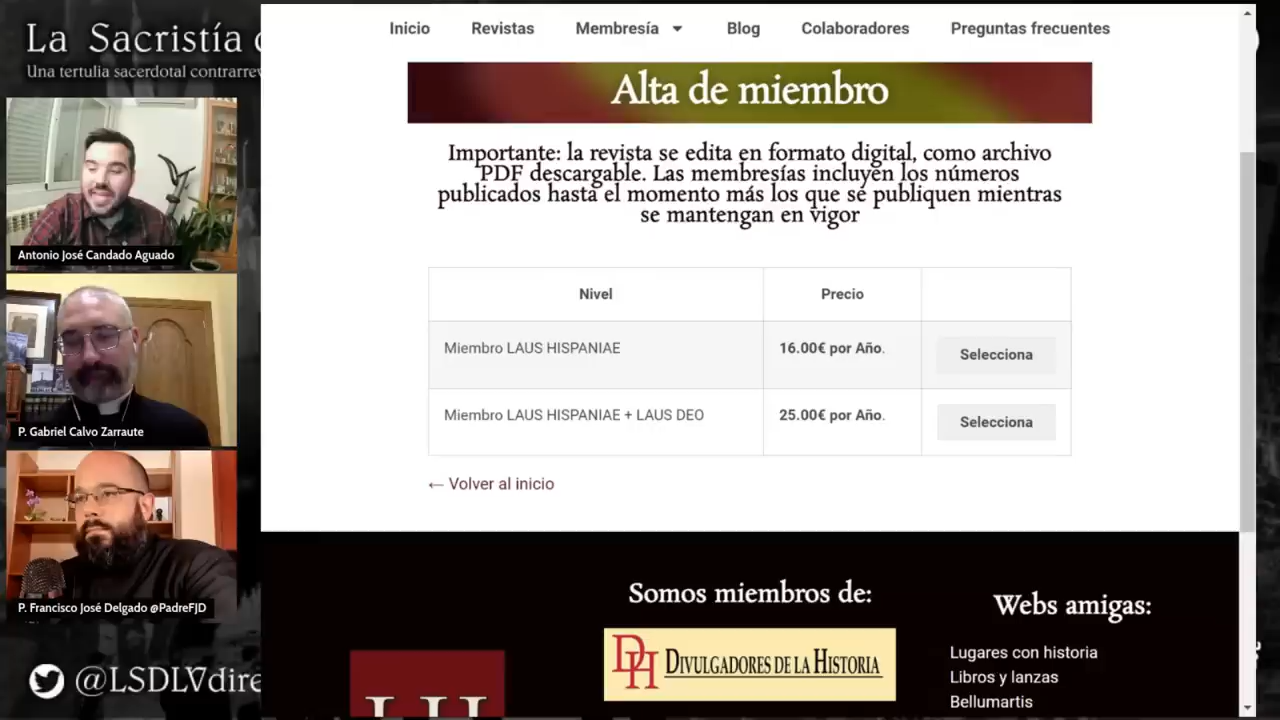 La Sacristía d
Una tertulia sacerdotal contrarrev
Antonio José Candado Aguado
P. Gabriel Calvo Zarraute
P. Francisco José Delgado @PadreFJD
@LSDLVdire
Inicio Revistas Membresía Blog Colaboradores Preguntas frecuentes
Alta de miembro
Importante: la revista se edita en formato digital, como archivo
PDF descargable. Las membresías incluyen los números
publicados hasta el momento más los que se publiquen mientras
se mantengan en vigor
Nivel Precio
Miembro LAUS HISPANIAE 16.00€ por Año. Selecciona
Miembro LAUS HISPANIAE + LAUS DEO 25.00€ por Año. Selecciona
← Volver al inicio
Somos miembros de:
DH DIVULGADORES DE LA HISTORIA
Webs amigas:
Lugares con historia
Libros y lanzas
Bellumartis